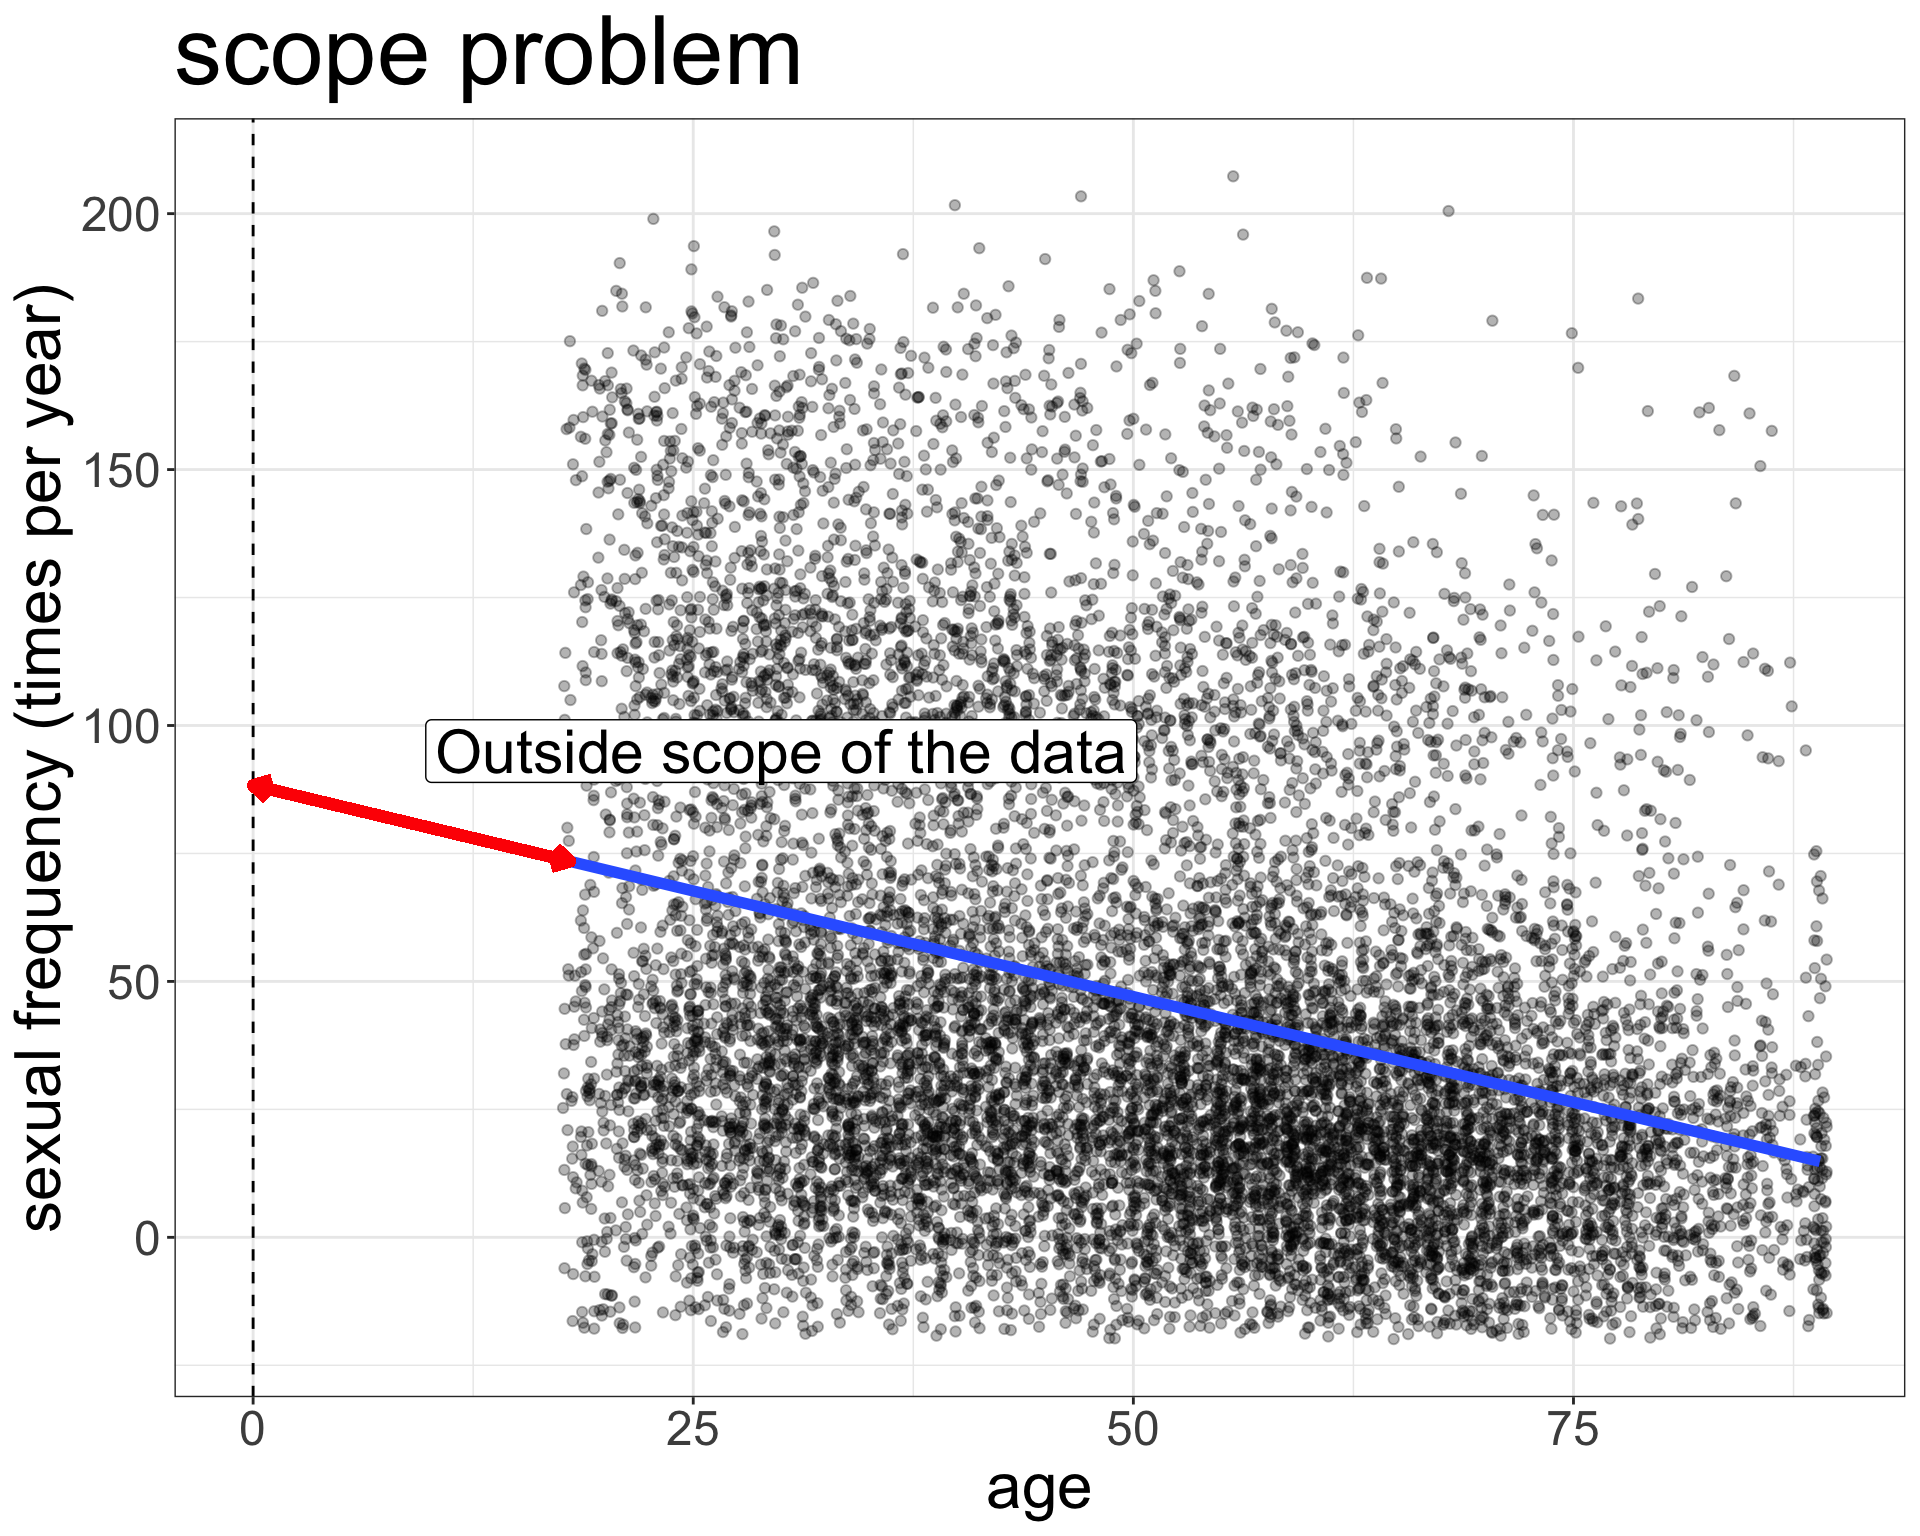 scope problem
sexual frequency (times per year)
200
150
100
50
0
Outside scope of the data
0
25
50
75
age